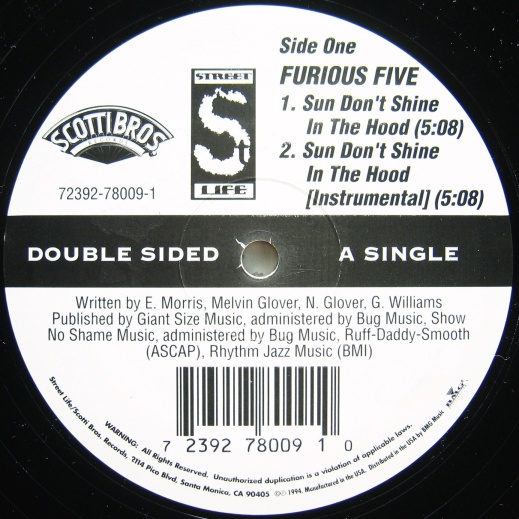 Side One
FURIOUS FIVE
1. Sun Don't Shine
In The Hood (5:08)
2. Sun Don't Shine
In The Hood
[Instrumental] (5:08)
STREET
St
LIFE
SCOTTI BROS.
RECORDS
72392-78009-1
DOUBLE SIDED A SINGLE
Written by E. Morris, Melvin Glover, N. Glover, G. Williams
Published by Giant Size Music, administered by Bug Music, Show
No Shame Music, administered by Bug Music, Ruff-Daddy-Smooth
(ASCAP), Rhythm Jazz Music (BMI)
7 2392 78009 1 0
WARNING: All Rights Reserved. Unauthorized duplication is a violation of applicable laws.
Street Life/Scotti Bros. Records, 2114 Pico Blvd, Santa Monica, CA 90405 ©℗ 1994. Manufactured in the USA. Distributed in the USA by BMG Music
BMG